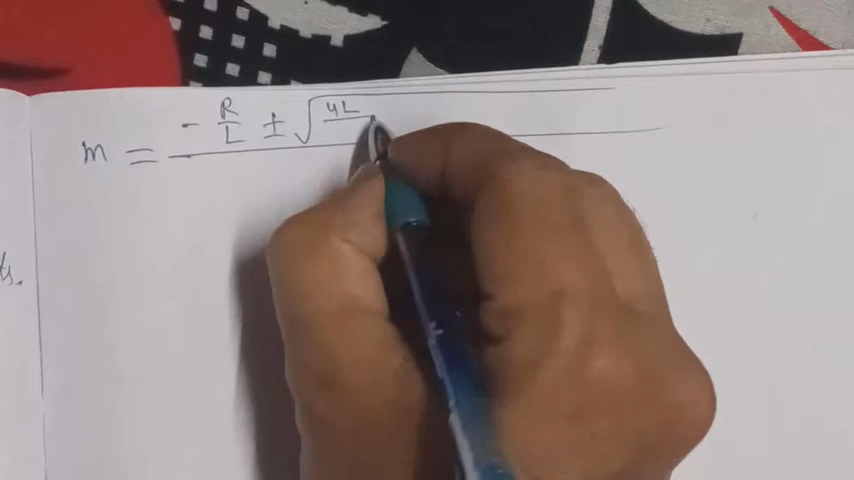 m = - R/L ± √ 4L